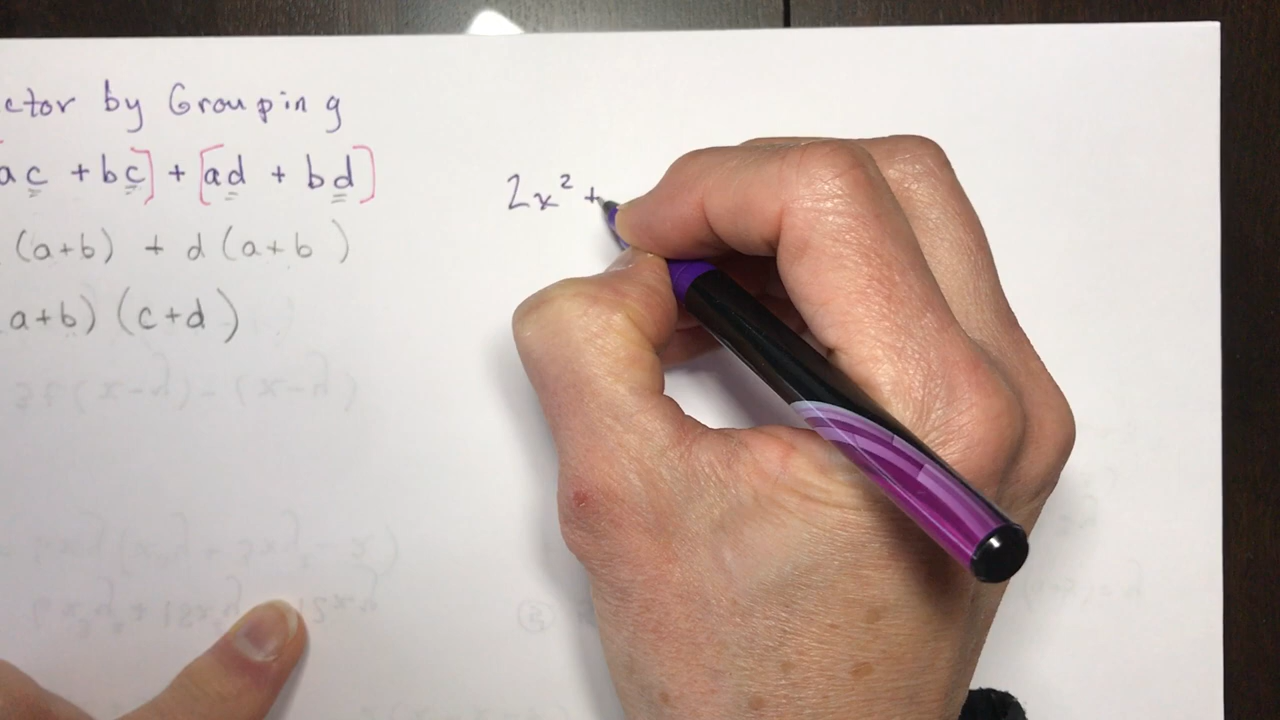 ctor by Grouping
ac + bc] + [ad + bd]
(a+b) + d (a+b)
a+b) (c+d)
2x² +